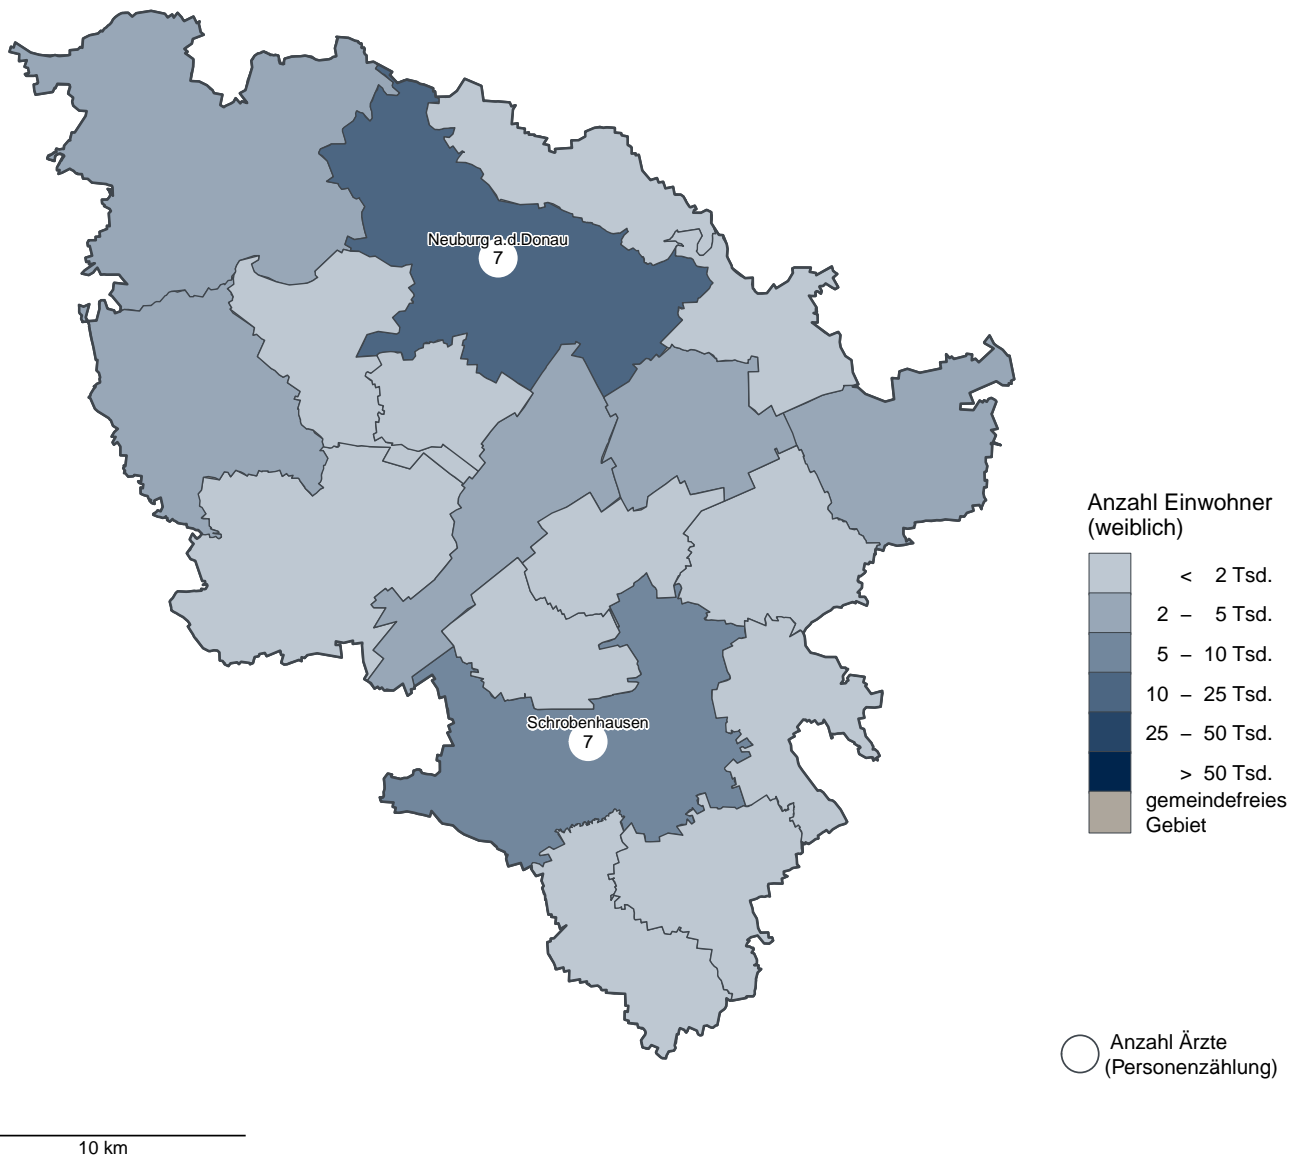 Neuburg a.d.Donau
7
Schrobenhausen
7
Anzahl Einwohner
(weiblich)
< 2 Tsd.
2 – 5 Tsd.
5 – 10 Tsd.
10 – 25 Tsd.
25 – 50 Tsd.
> 50 Tsd.
gemeindefreies
Gebiet
Anzahl Ärzte
(Personenzählung)
10 km